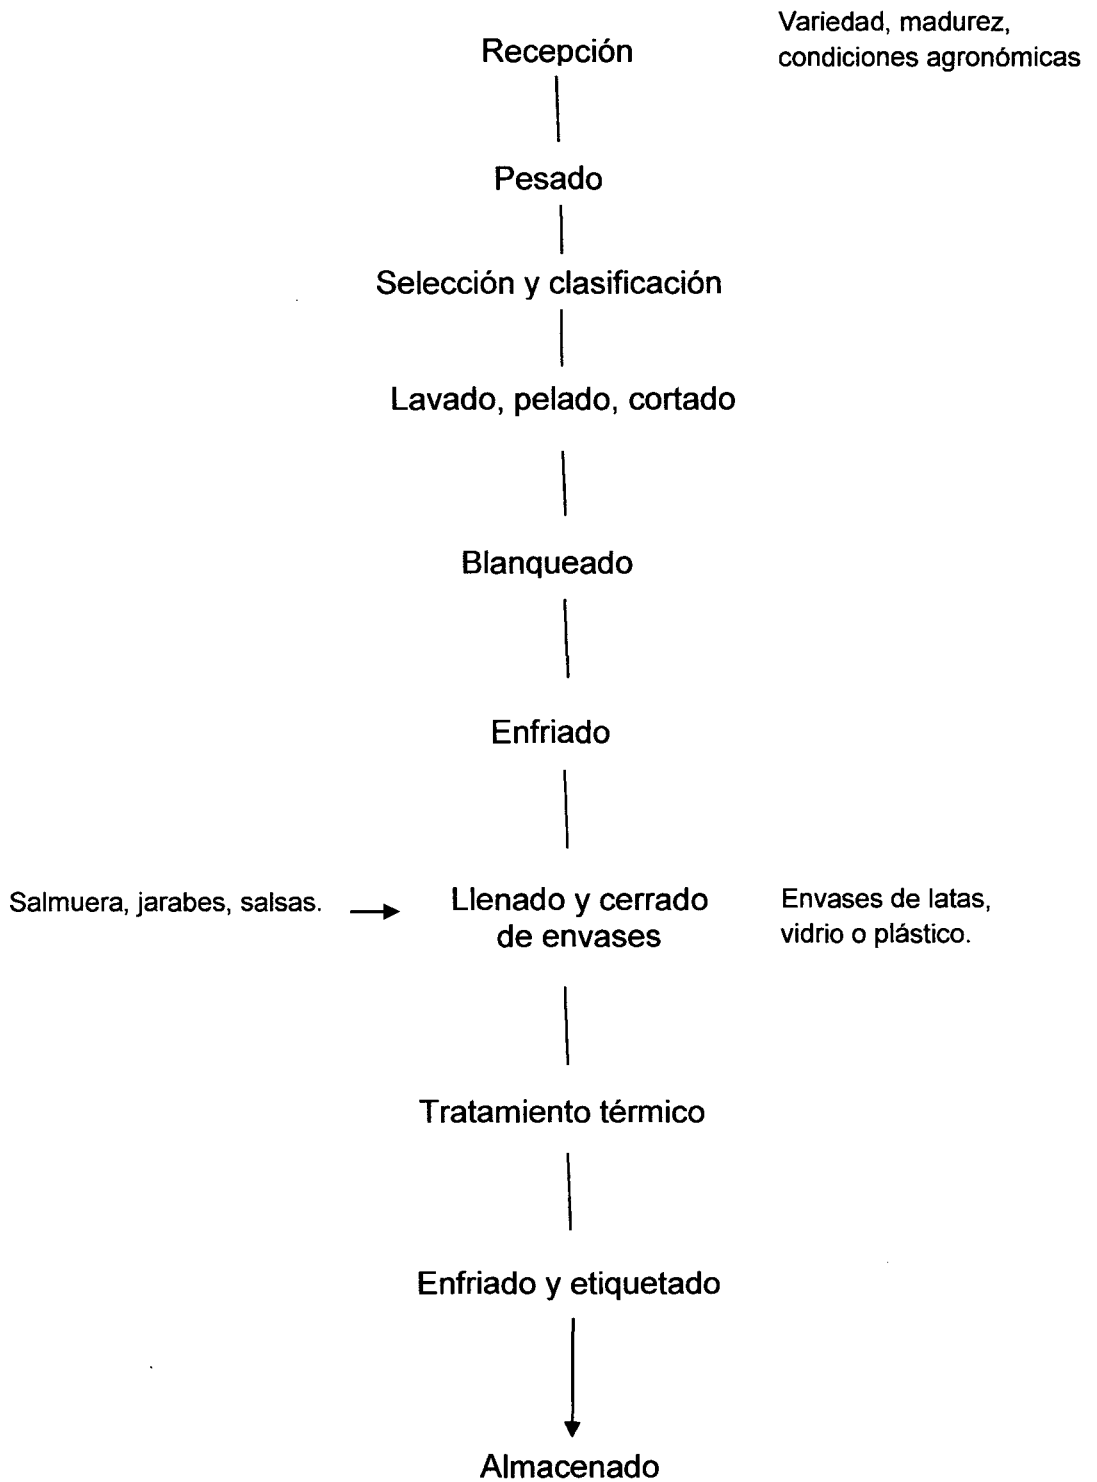 Recepción
Variedad, madurez,
condiciones agronómicas
Pesado
Selección y clasificación
Lavado, pelado, cortado
Blanqueado
Enfriado
Salmuera, jarabes, salsas.
Llenado y cerrado
de envases
Envases de latas,
vidrio o plástico.
Tratamiento térmico
Enfriado y etiquetado
Almacenado